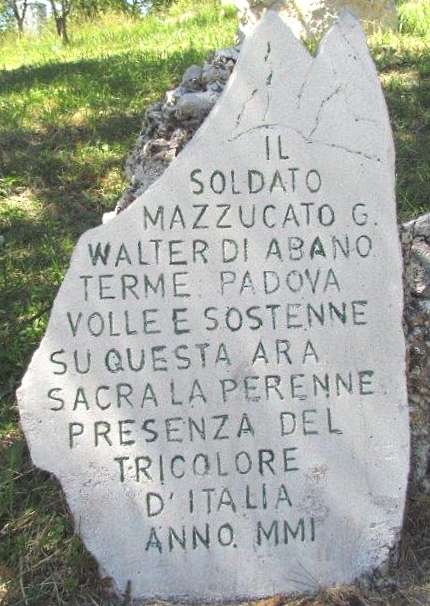 IL
SOLDATO
MAZZUCATO G.
WALTER DI ABANO
TERME PADOVA
VOLLE E SOSTENNE
SU QUESTA ARA
SACRA LA PERENNE
PRESENZA DEL
TRICOLORE
D'ITALIA
ANNO. MMI